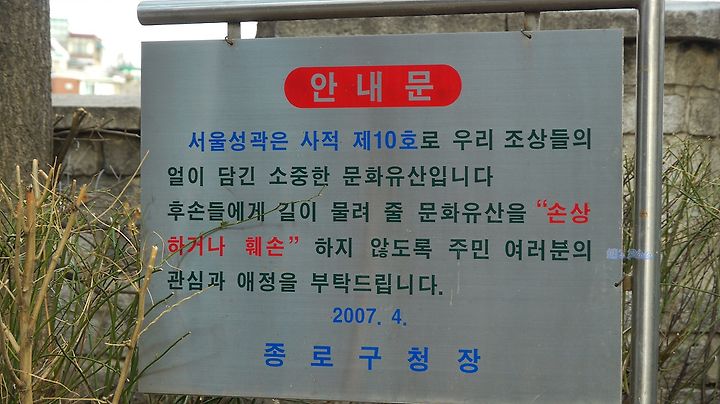 안내문
서울성곽은 사적 제10호로 우리 조상들의
얼이 담긴 소중한 문화유산입니다
후손들에게 길이 물려 줄 문화유산을 “손상
하거나 훼손” 하지 않도록 주민 여러분의
관심과 애정을 부탁드립니다.
2007. 4.
종로구청장